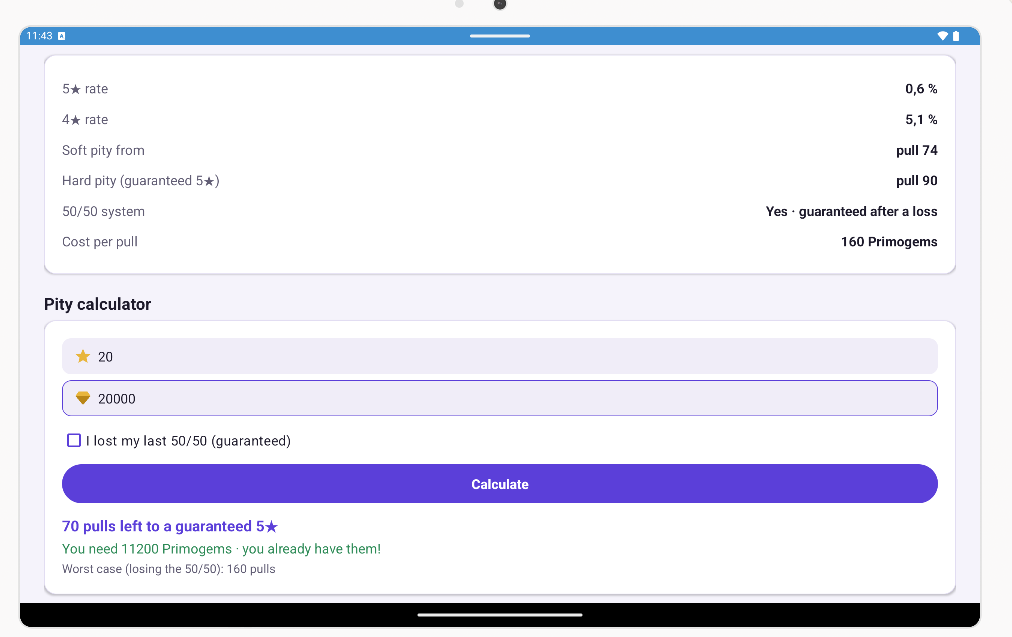 11:43 A
5★ rate 0,6 %
4★ rate 5,1 %
Soft pity from pull 74
Hard pity (guaranteed 5★) pull 90
50/50 system Yes · guaranteed after a loss
Cost per pull 160 Primogems
Pity calculator
20
20000
I lost my last 50/50 (guaranteed)
Calculate
70 pulls left to a guaranteed 5★
You need 11200 Primogems · you already have them!
Worst case (losing the 50/50): 160 pulls